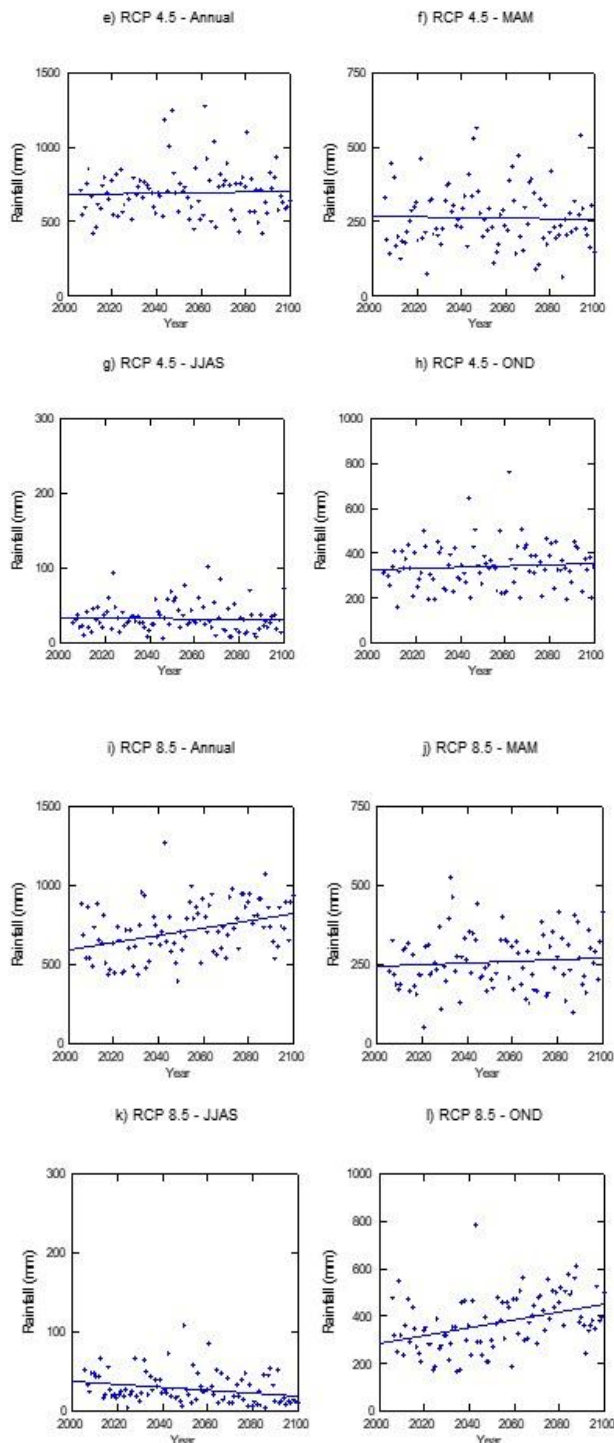 e) RCP 4.5 - Annual
f) RCP 4.5 - MAM
1500
1000
500
0
Rainfall (mm)
2000 2020 2040 2060 2080 2100
Year
750
500
250
0
Rainfall (mm)
2000 2020 2040 2060 2080 2100
Year
g) RCP 4.5 - JJAS
h) RCP 4.5 - OND
300
200
100
0
Rainfall (mm)
2000 2020 2040 2060 2080 2100
Year
1000
800
600
400
200
0
Rainfall (mm)
2000 2020 2040 2060 2080 2100
Year
i) RCP 8.5 - Annual
j) RCP 8.5 - MAM
1500
1000
500
0
Rainfall (mm)
2000 2020 2040 2060 2080 2100
Year
750
500
250
0
Rainfall (mm)
2000 2020 2040 2060 2080 2100
Year
k) RCP 8.5 - JJAS
l) RCP 8.5 - OND
300
200
100
0
Rainfall (mm)
2000 2020 2040 2060 2080 2100
Year
1000
800
600
400
200
0
Rainfall (mm)
2000 2020 2040 2060 2080 2100
Year